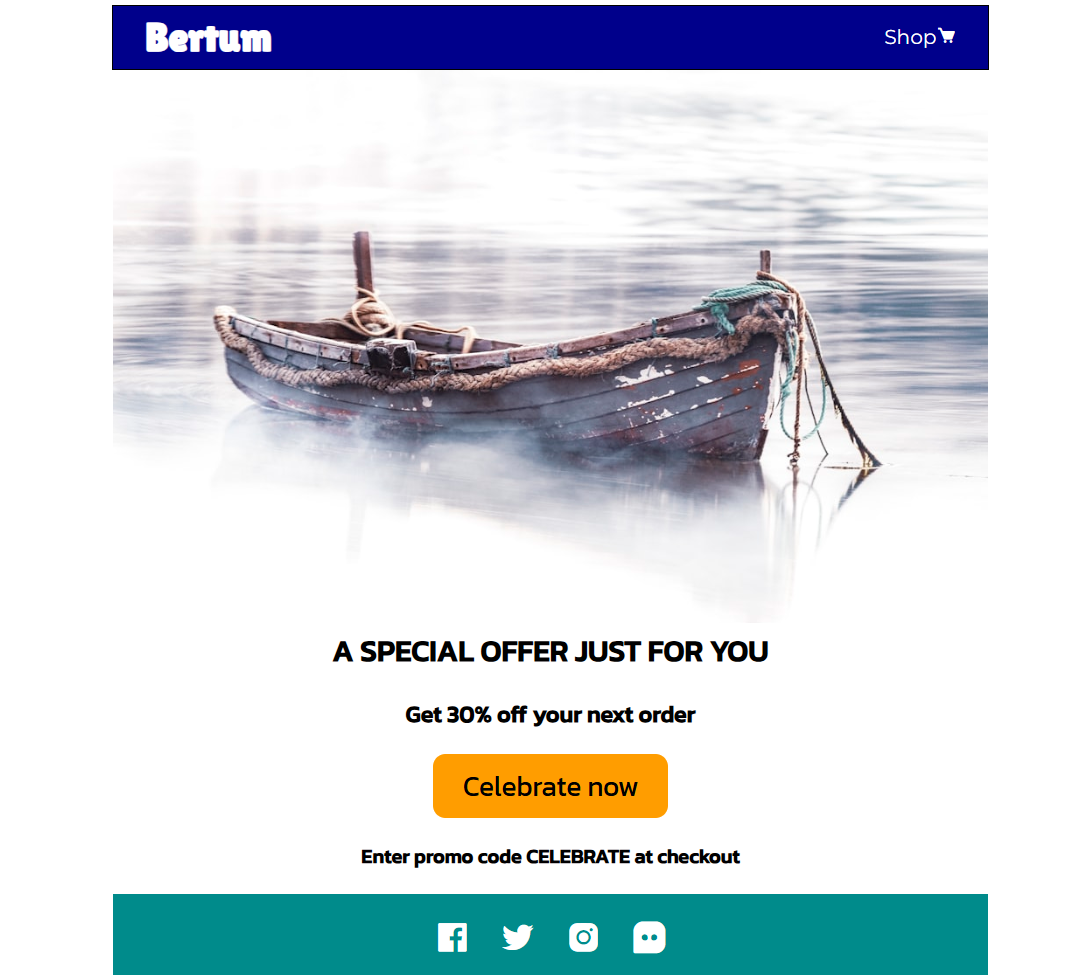 Bertum
Shop
A SPECIAL OFFER JUST FOR YOU
Get 30% off your next order
Celebrate now
Enter promo code CELEBRATE at checkout